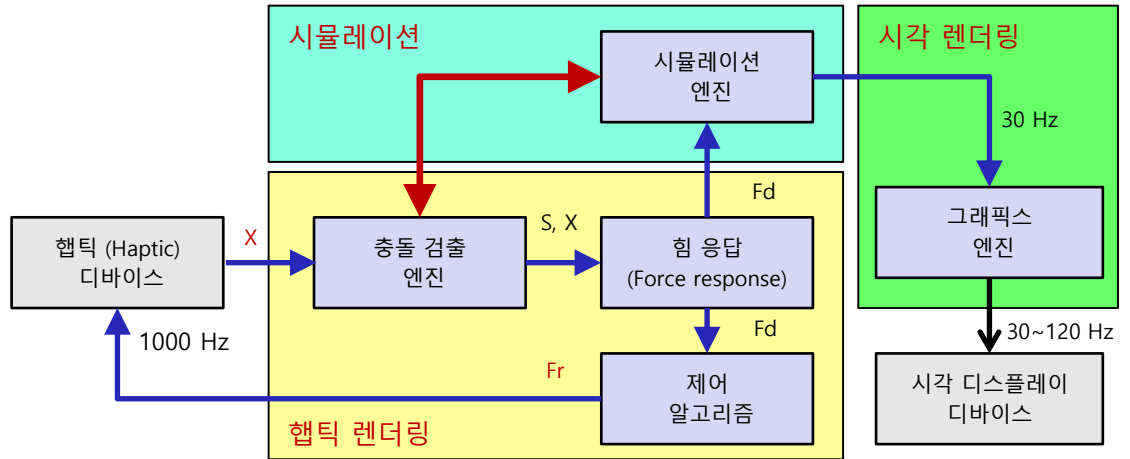 시뮬레이션
시뮬레이션
엔진
시각 렌더링
30 Hz
Fd
그래픽스
엔진
햅틱 (Haptic)
디바이스
X
충돌 검출
엔진
S, X
힘 응답
(Force response)
Fd
1000 Hz
30~120 Hz
Fr
제어
알고리즘
시각 디스플레이
디바이스
햅틱 렌더링